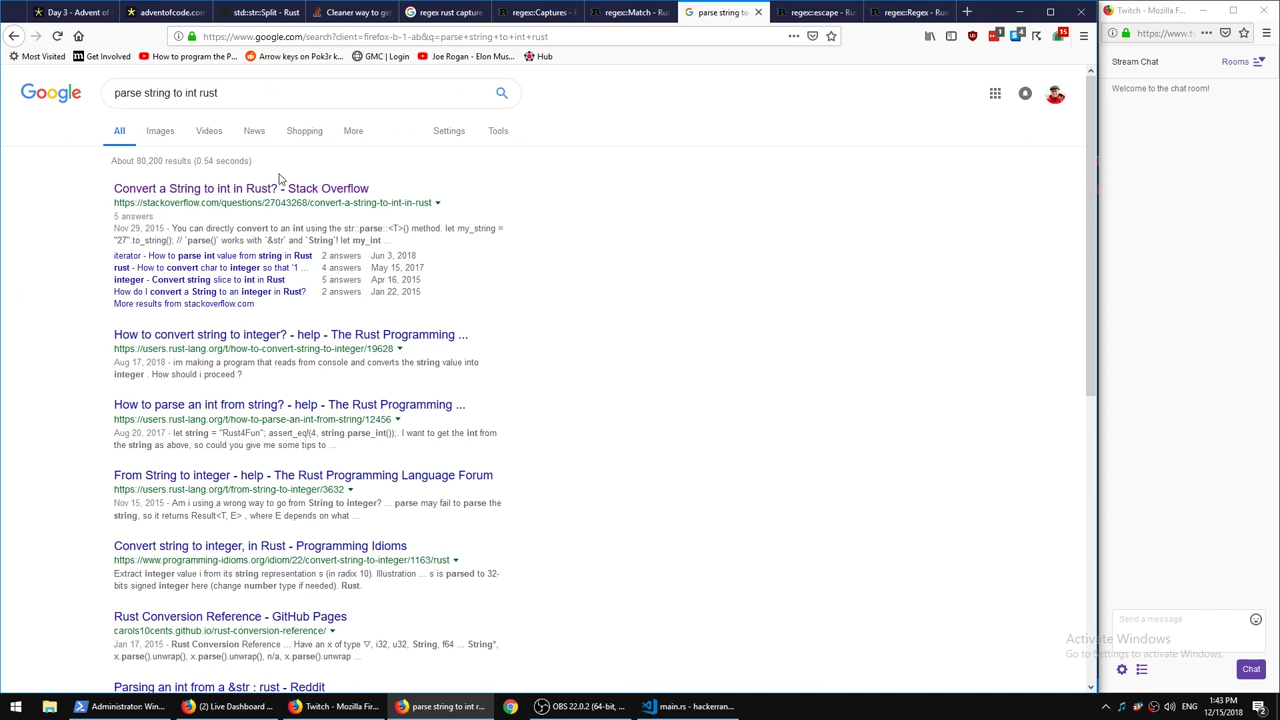 Day 3 - Advent of
adventofcode.com
std::str::Split - Rust
Cleaner way to ge
regex rust capture
regex::Captures -
regex::Match - Ru
parse string to
regex::escape - Ru
regex::Regex - Rus
Twitch - Mozilla F...
https://www.google.com/search?client=firefox-b-1-ab&q=parse+string+to+int+rust
1
4
15
https://www.tw
Most Visited
Get Involved
How to program the P...
Arrow keys on Pok3r k...
GMC | Login
Joe Rogan - Elon Mus...
Hub
Stream Chat
Rooms
Welcome to the chat room!
Google
parse string to int rust
All
Images
Videos
News
Shopping
More
Settings
Tools
About 80,200 results (0.54 seconds)
Convert a String to int in Rust? - Stack Overflow
https://stackoverflow.com/questions/27043268/convert-a-string-to-int-in-rust
5 answers
Nov 29, 2015 - You can directly convert to an int using the str::parse::<T>() method. let my_string =
"27".to_string(); // `parse()` works with `&str` and `String`! let my_int ...
iterator - How to parse int value from string in Rust 2 answers Jun 3, 2018
rust - How to convert char to integer so that '1 ... 4 answers May 15, 2017
integer - Convert string slice to int in Rust 5 answers Apr 16, 2015
How do I convert a String to an integer in Rust? 2 answers Jan 22, 2015
More results from stackoverflow.com
How to convert string to integer? - help - The Rust Programming ...
https://users.rust-lang.org/t/how-to-convert-string-to-integer/19628
Aug 17, 2018 - im making a program that reads from console and converts the string value into
integer . How should i proceed ?
How to parse an int from string? - help - The Rust Programming ...
https://users.rust-lang.org/t/how-to-parse-an-int-from-string/12456
Aug 20, 2017 - let string = "Rust4Fun"; assert_eq!(4, string.parse_int());. I want to get the int from
the string as above, so could you give me some tips to ...
From String to integer - help - The Rust Programming Language Forum
https://users.rust-lang.org/t/from-string-to-integer/3632
Nov 15, 2015 - Am i using a wrong way to go from String to integer? ... parse may fail to parse the
string, so it returns Result<T, E> , where E depends on what ...
Convert string to integer, in Rust - Programming Idioms
https://www.programming-idioms.org/idiom/22/convert-string-to-integer/1163/rust
Extract integer value i from its string representation s (in radix 10). Illustration ... s is parsed to 32-
bits signed integer here (change number type if needed). Rust.
Rust Conversion Reference - GitHub Pages
carols10cents.github.io/rust-conversion-reference/
Jan 17, 2015 - Rust Conversion Reference ... Have an x of type ▽, i32, u32, String, f64 ... String*,
x.parse().unwrap(), x.parse().unwrap(), n/a, x.parse().unwrap ...
Parsing an int from a &str : rust - Reddit
Send a message
Activate Windows
Go to Settings to activate Windows.
Chat
Administrator: Win...
(2) Live Dashboard ...
Twitch - Mozilla Fir...
parse string to int r...
OBS 22.0.2 (64-bit, ...
main.rs - hackerran...
ENG
1:43 PM
12/15/2018